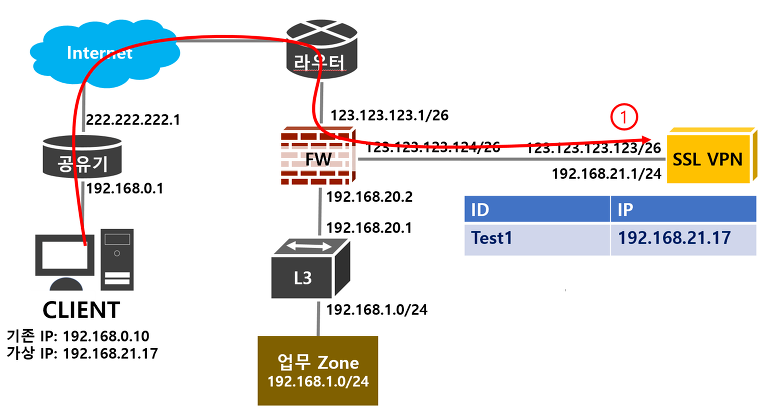 Internet
라우터
①
222.222.222.1
123.123.123.1/26
공유기
FW
123.123.123.124/26
123.123.123.123/26
SSL VPN
192.168.21.1/24
192.168.0.1
192.168.20.2
ID IP
Test1 192.168.21.17
192.168.20.1
L3
CLIENT
192.168.1.0/24
기존 IP: 192.168.0.10
가상 IP: 192.168.21.17
업무 Zone
192.168.1.0/24